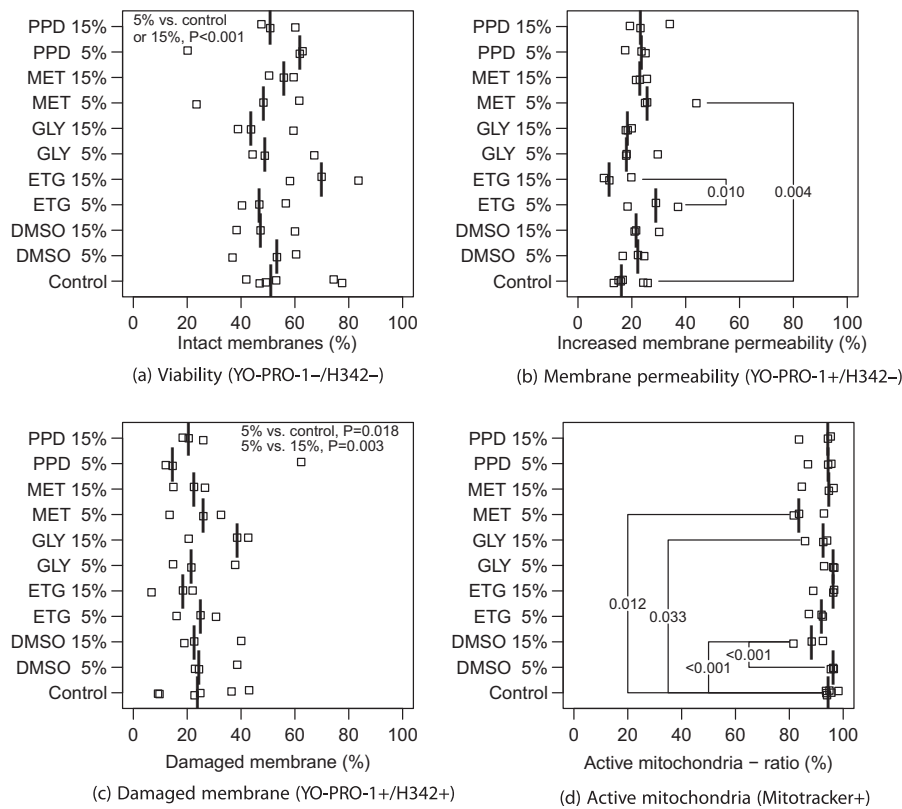 PPD 15%
PPD 5%
MET 15%
MET 5%
GLY 15%
GLY 5%
ETG 15%
ETG 5%
DMSO 15%
DMSO 5%
Control
5% vs. control
or 15%, P<0.001
0 20 40 60 80 100
Intact membranes (%)
(a) Viability (YO-PRO-1−/H342−)
PPD 15%
PPD 5%
MET 15%
MET 5%
GLY 15%
GLY 5%
ETG 15%
ETG 5%
DMSO 15%
DMSO 5%
Control
0.010
0.004
0 20 40 60 80 100
Increased membrane permeability (%)
(b) Membrane permeability (YO-PRO-1+/H342−)
PPD 15%
PPD 5%
MET 15%
MET 5%
GLY 15%
GLY 5%
ETG 15%
ETG 5%
DMSO 15%
DMSO 5%
Control
5% vs. control, P=0.018
5% vs. 15%, P=0.003
0 20 40 60 80 100
Damaged membrane (%)
(c) Damaged membrane (YO-PRO-1+/H342+)
PPD 15%
PPD 5%
MET 15%
MET 5%
GLY 15%
GLY 5%
ETG 15%
ETG 5%
DMSO 15%
DMSO 5%
Control
0.012
0.033
<0.001
<0.001
0 20 40 60 80 100
Active mitochondria − ratio (%)
(d) Active mitochondria (Mitotracker+)